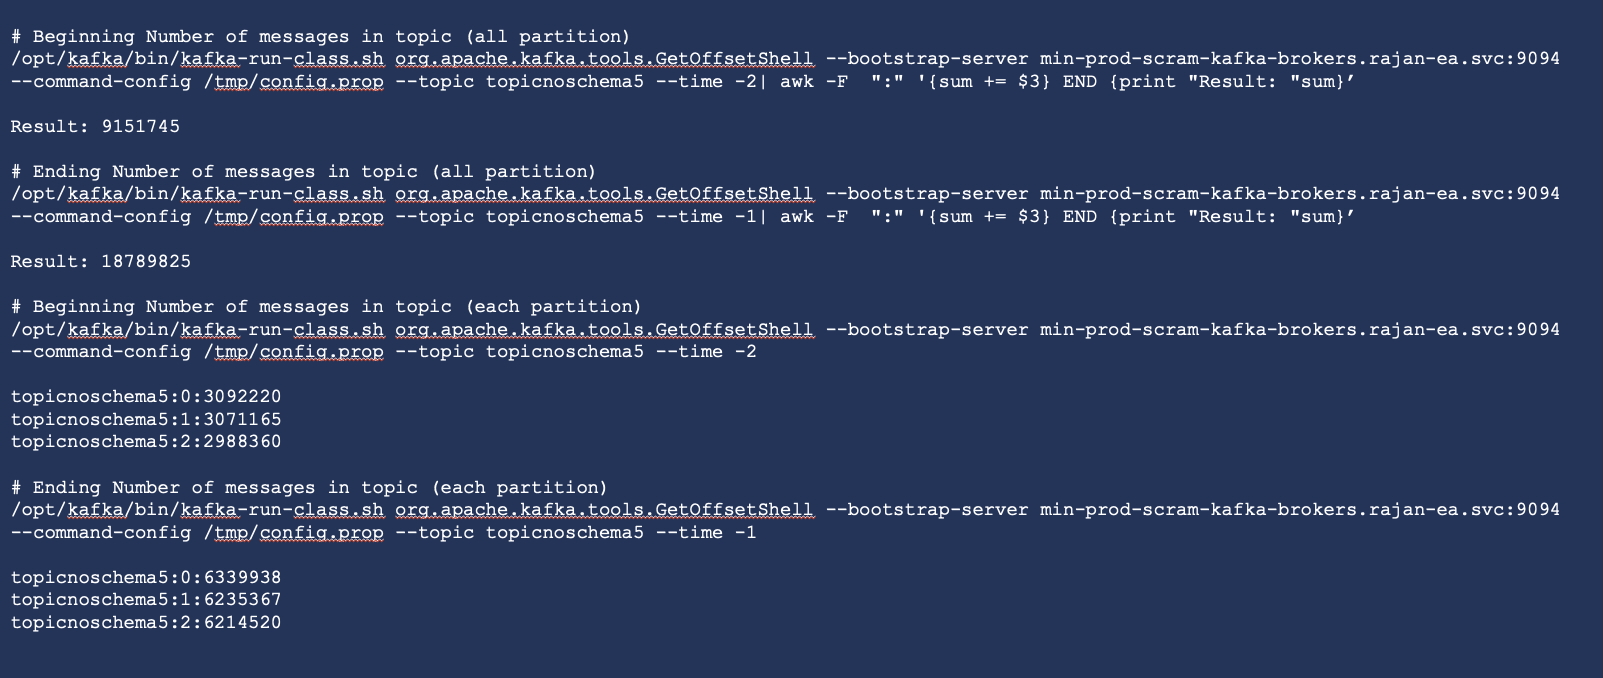 # Beginning Number of messages in topic (all partition)
/opt/kafka/bin/kafka-run-class.sh org.apache.kafka.tools.GetOffsetShell --bootstrap-server min-prod-scram-kafka-brokers.rajan-ea.svc:9094
--command-config /tmp/config.prop --topic topicnoschema5 --time -2| awk -F  ":" '{sum += $3} END {print "Result: "sum}’
Result: 9151745
# Ending Number of messages in topic (all partition)
/opt/kafka/bin/kafka-run-class.sh org.apache.kafka.tools.GetOffsetShell --bootstrap-server min-prod-scram-kafka-brokers.rajan-ea.svc:9094
--command-config /tmp/config.prop --topic topicnoschema5 --time -1| awk -F  ":" '{sum += $3} END {print "Result: "sum}’
Result: 18789825
# Beginning Number of messages in topic (each partition)
/opt/kafka/bin/kafka-run-class.sh org.apache.kafka.tools.GetOffsetShell --bootstrap-server min-prod-scram-kafka-brokers.rajan-ea.svc:9094
--command-config /tmp/config.prop --topic topicnoschema5 --time -2
topicnoschema5:0:3092220
topicnoschema5:1:3071165
topicnoschema5:2:2988360
# Ending Number of messages in topic (each partition)
/opt/kafka/bin/kafka-run-class.sh org.apache.kafka.tools.GetOffsetShell --bootstrap-server min-prod-scram-kafka-brokers.rajan-ea.svc:9094
--command-config /tmp/config.prop --topic topicnoschema5 --time -1
topicnoschema5:0:6339938
topicnoschema5:1:6235367
topicnoschema5:2:6214520